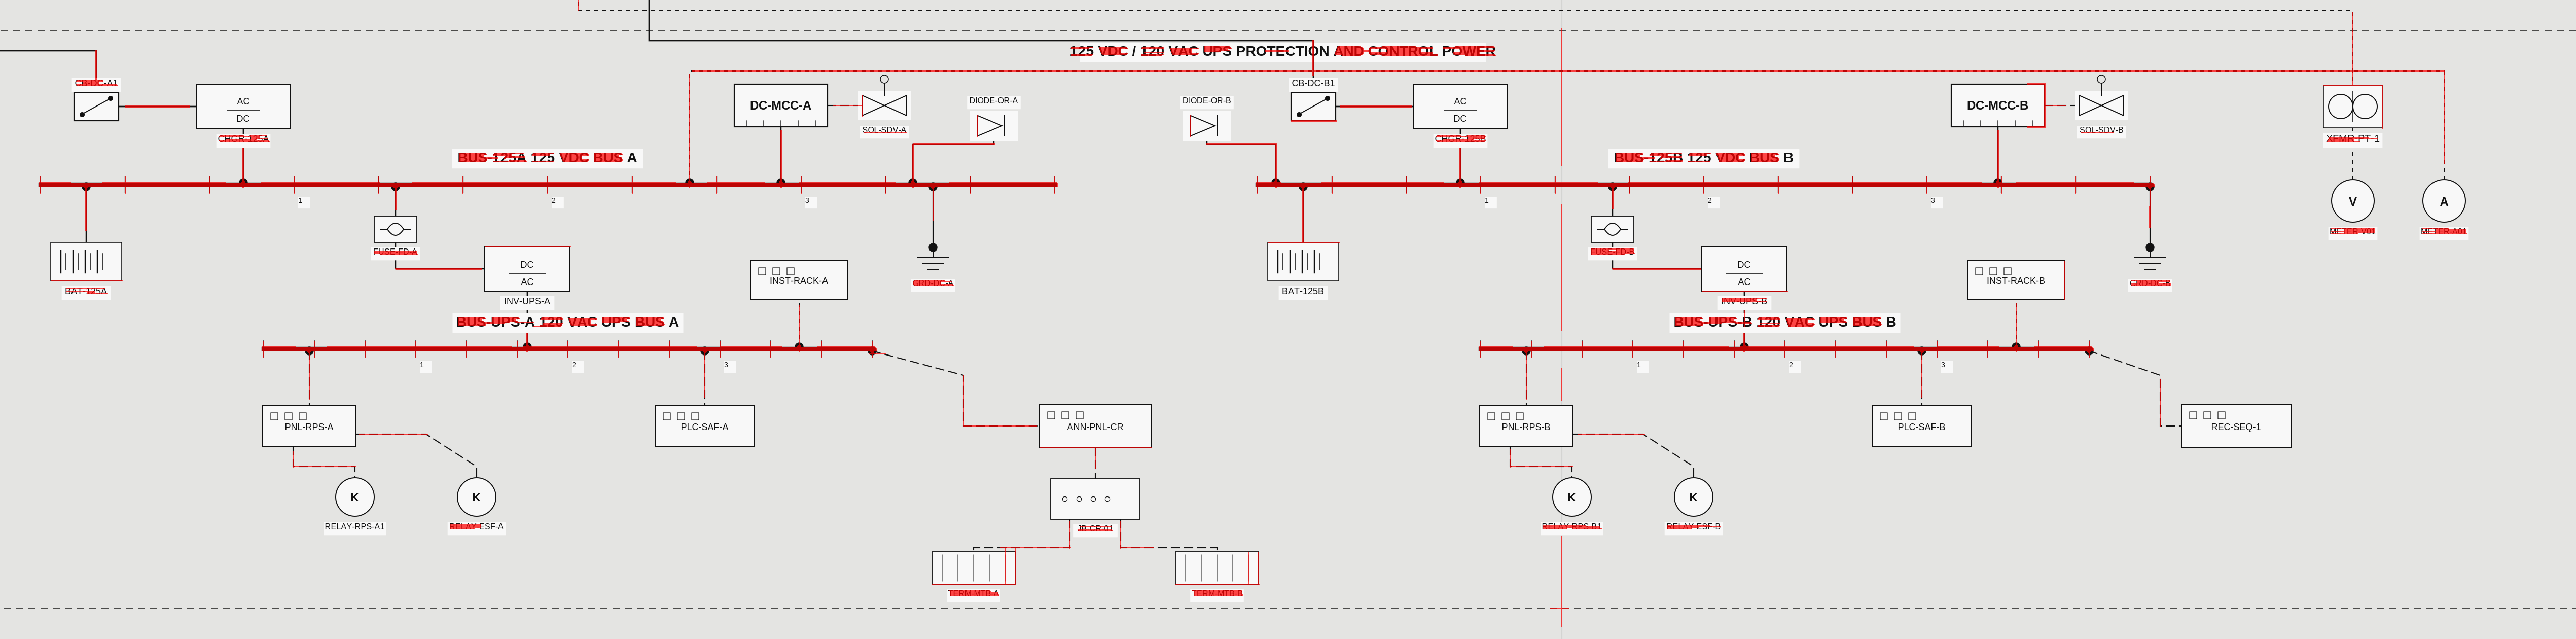 125 VDC / 120 VAC UPS PROTECTION AND CONTROL POWER
CB-DC-A1
AC
DC
CHGR-125A
DC-MCC-A
SOL-SDV-A
DIODE-OR-A
DIODE-OR-B
CB-DC-B1
AC
DC
CHGR-125B
DC-MCC-B
SOL-SDV-B
XFMR-PT-1
BUS-125A 125 VDC BUS A
BUS-125B 125 VDC BUS B
1
2
3
1
2
3
V
A
METER-V01
METER-A01
FUSE-FD-A
FUSE-FD-B
BAT-125A
DC
AC
INV-UPS-A
INST-RACK-A
GRD-DC-A
BAT-125B
DC
AC
INV-UPS-B
INST-RACK-B
GRD-DC-B
BUS-UPS-A 120 VAC UPS BUS A
BUS-UPS-B 120 VAC UPS BUS B
1
2
3
1
2
3
PNL-RPS-A
PLC-SAF-A
ANN-PNL-CR
PNL-RPS-B
PLC-SAF-B
REC-SEQ-1
K
K
K
K
RELAY-RPS-A1
RELAY-ESF-A
JB-CR-01
RELAY-RPS-B1
RELAY-ESF-B
TERM-MTB-A
TERM-MTB-B